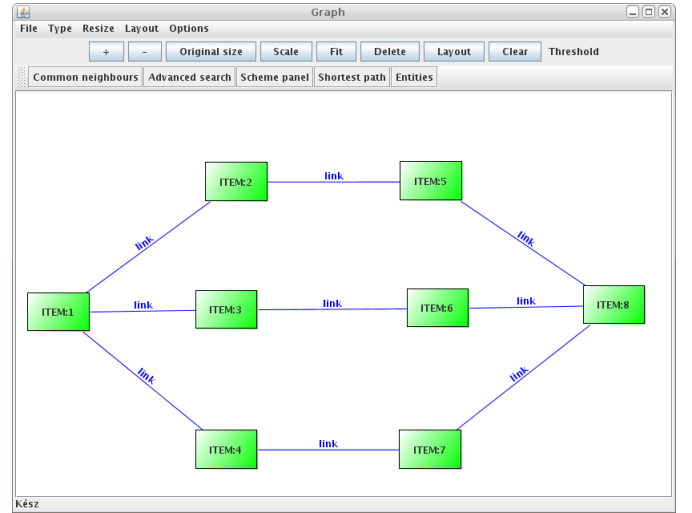 Graph
File Type Resize Layout Options
+ - Original size Scale Fit Delete Layout Clear Threshold
Common neighbours Advanced search Scheme panel Shortest path Entities
ITEM:2 link ITEM:5
link link
ITEM:1 link ITEM:3 link ITEM:6 link ITEM:8
link link
ITEM:4 link ITEM:7
Kész